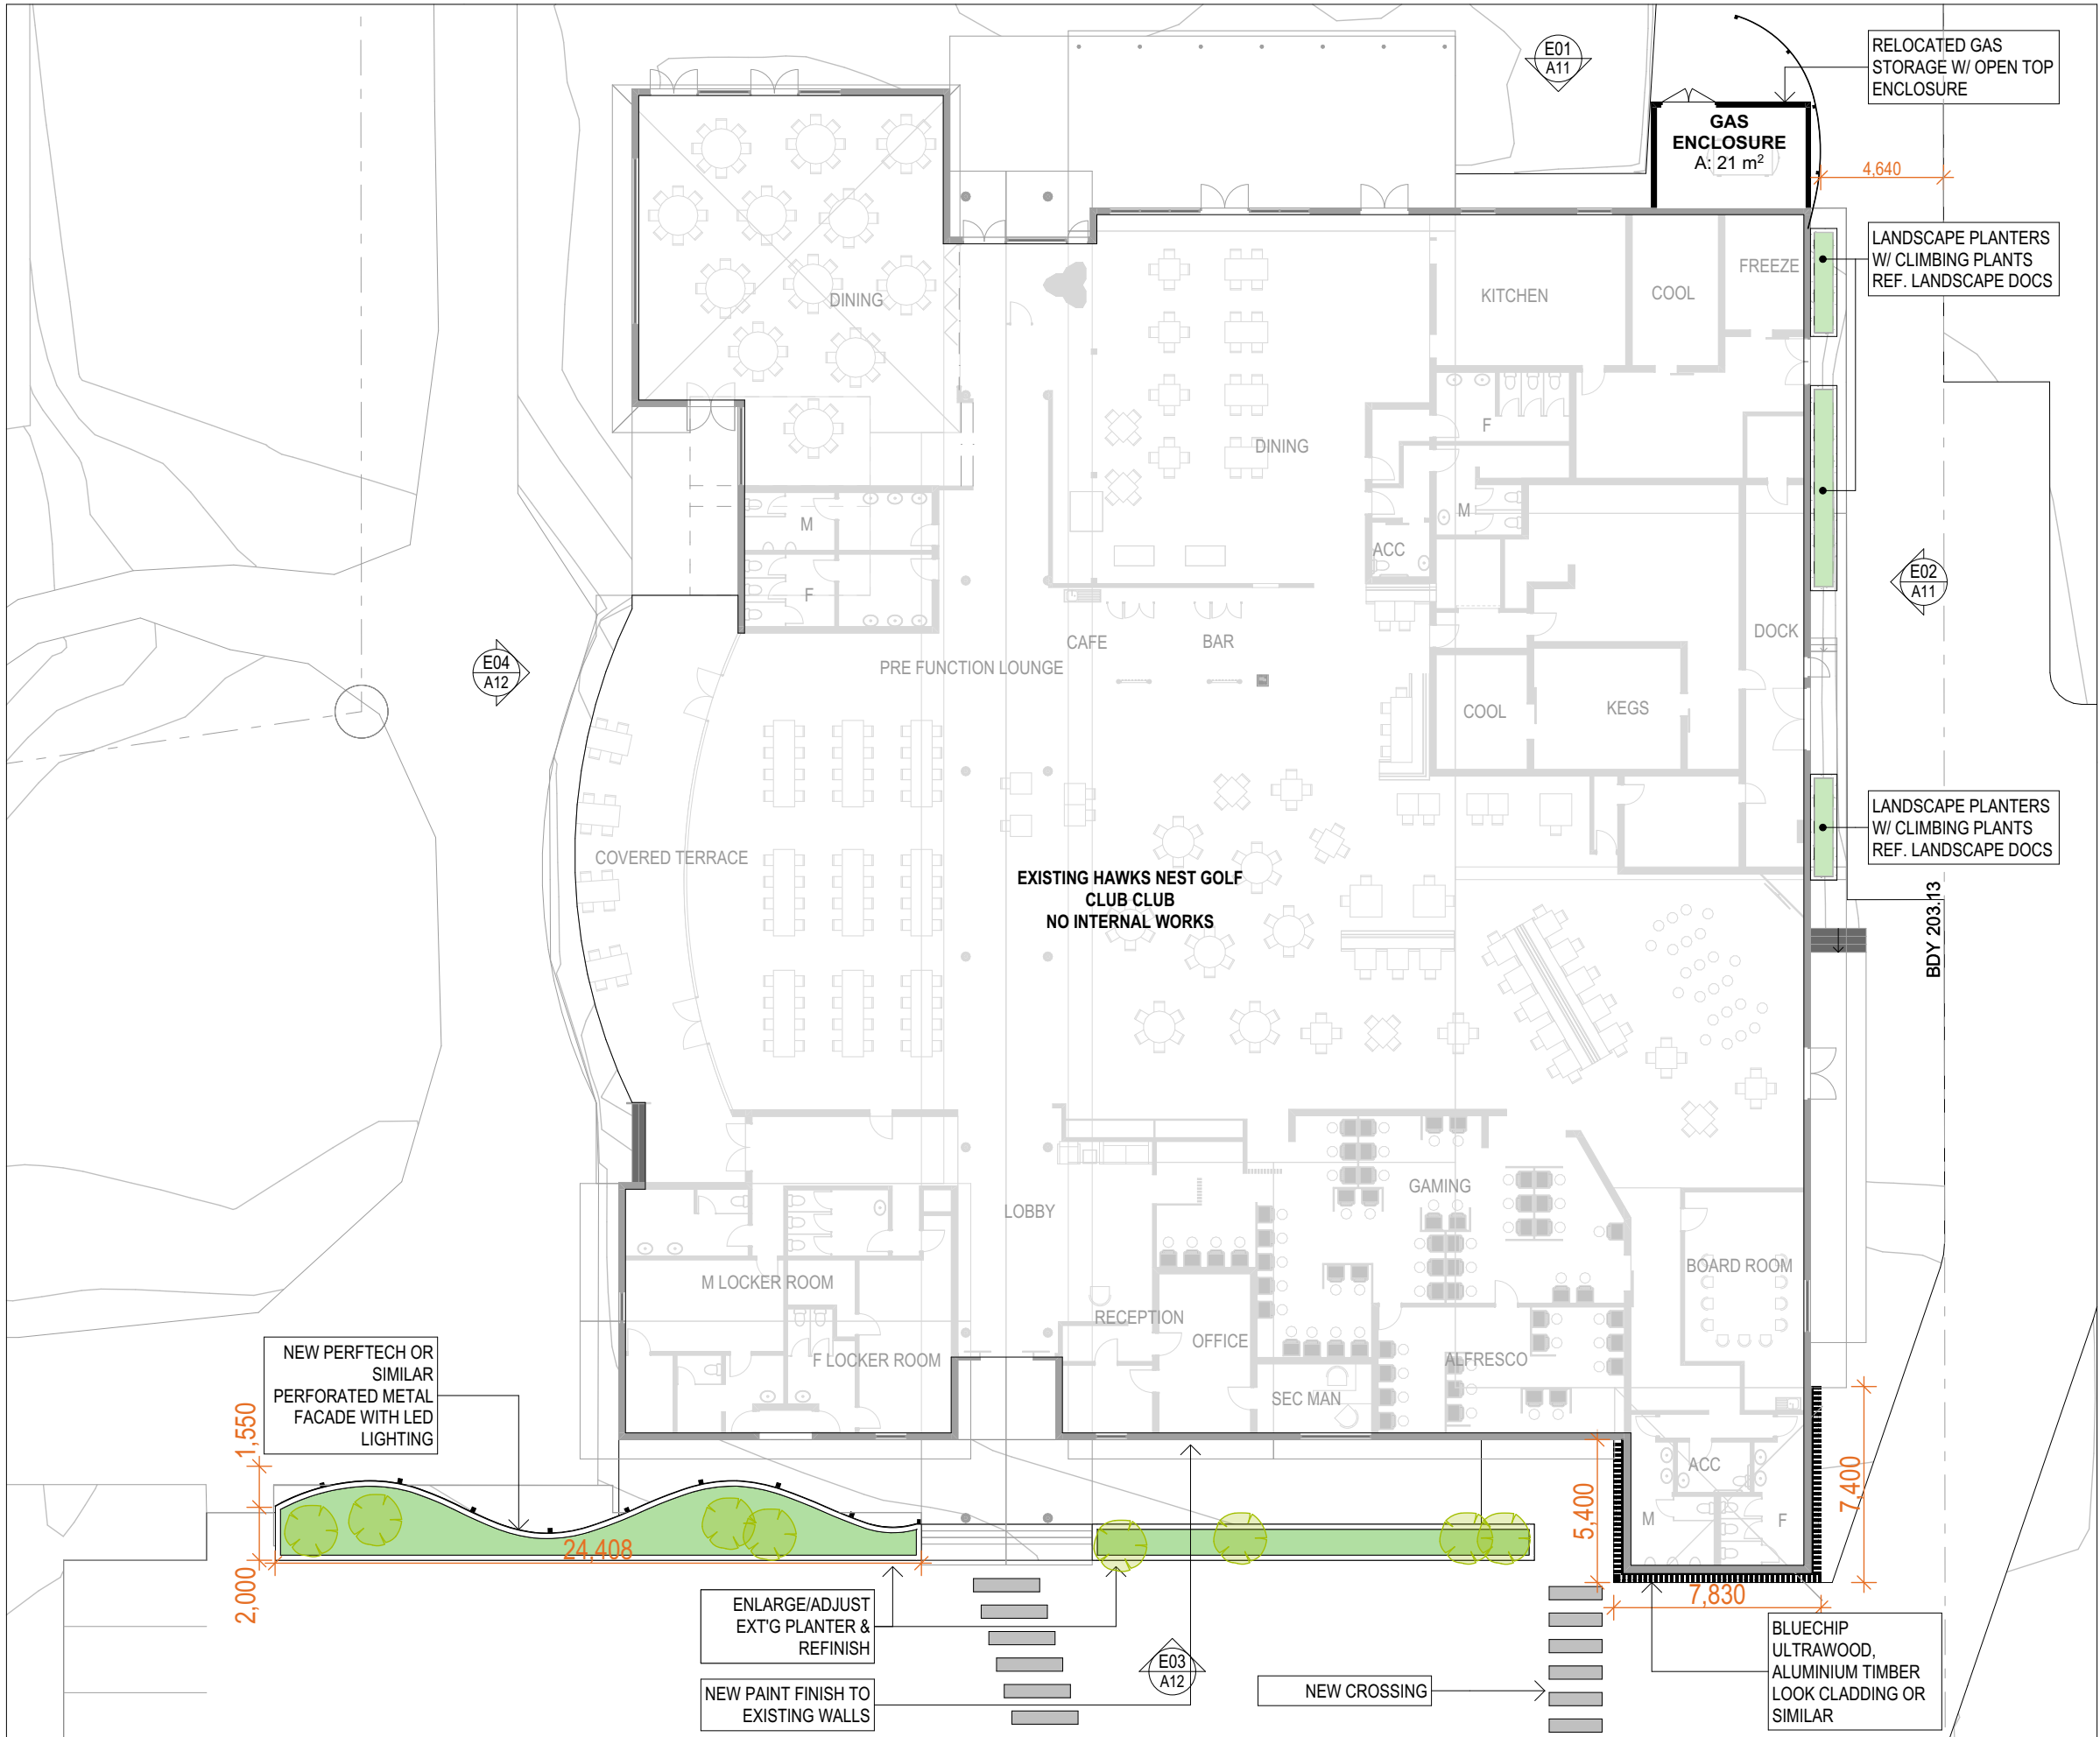 E01
A11
RELOCATED GAS
STORAGE W/ OPEN TOP
ENCLOSURE
GAS
ENCLOSURE
A: 21 m²
4,640
LANDSCAPE PLANTERS
W/ CLIMBING PLANTS
REF. LANDSCAPE DOCS
FREEZE
COOL
KITCHEN
DINING
DINING
F
M
ACC
M
F
E02
A11
DOCK
CAFE
BAR
PRE FUNCTION LOUNGE
E04
A12
COOL
KEGS
LANDSCAPE PLANTERS
W/ CLIMBING PLANTS
REF. LANDSCAPE DOCS
COVERED TERRACE
EXISTING HAWKS NEST GOLF
CLUB CLUB
NO INTERNAL WORKS
BDY 203.13
GAMING
LOBBY
BOARD ROOM
M LOCKER ROOM
RECEPTION
OFFICE
F LOCKER ROOM
ALFRESCO
SEC MAN
NEW PERFTECH OR
SIMILAR
PERFORATED METAL
FACADE WITH LED
LIGHTING
1,550
2,000
24,408
ACC
M
F
5,400
7,400
7,830
ENLARGE/ADJUST
EXT'G PLANTER &
REFINISH
NEW PAINT FINISH TO
EXISTING WALLS
E03
A12
NEW CROSSING
BLUECHIP
ULTRAWOOD,
ALUMINIUM TIMBER
LOOK CLADDING OR
SIMILAR